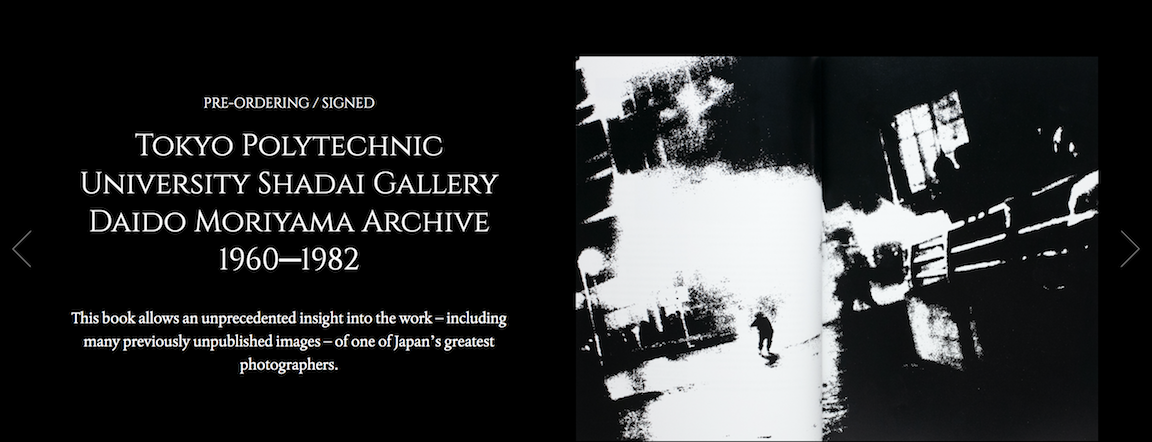 PRE-ORDERING / SIGNED
Tokyo Polytechnic
University Shadai Gallery
Daido Moriyama Archive
1960—1982
This book allows an unprecedented insight into the work – including
many previously unpublished images – of one of Japan's greatest
photographers.